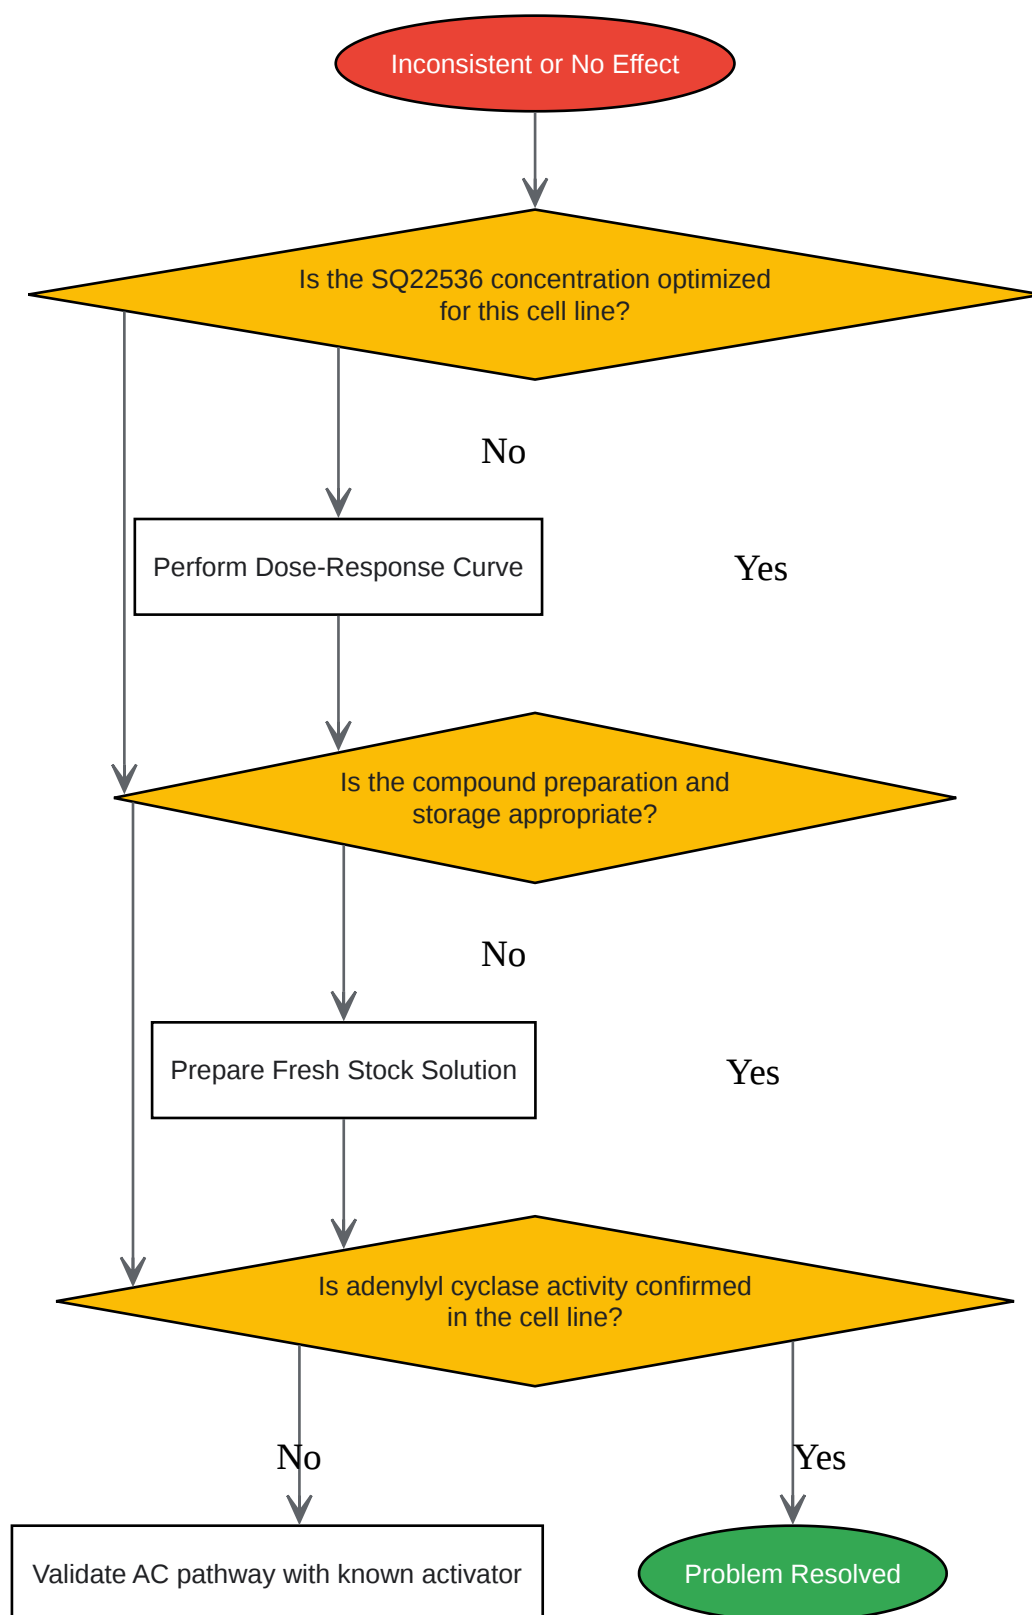 Inconsistent or No Effect
Is the SQ22536 concentration optimized
for this cell line?
No
Perform Dose-Response Curve
Yes
Is the compound preparation and
storage appropriate?
No
Prepare Fresh Stock Solution
Yes
Is adenylyl cyclase activity confirmed
in the cell line?
No
Yes
Validate AC pathway with known activator
Problem Resolved